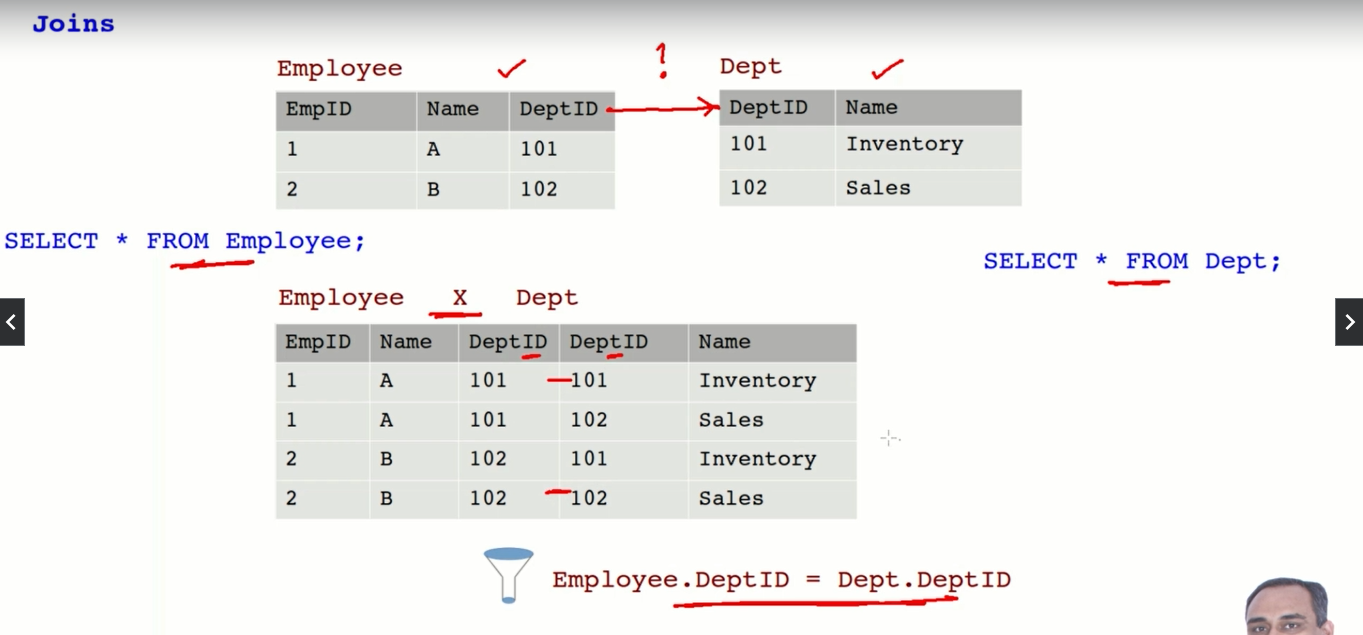 Joins
Employee
Dept
EmpID Name DeptID
1 A 101
2 B 102
DeptID Name
101 Inventory
102 Sales
SELECT * FROM Employee;
SELECT * FROM Dept;
Employee X Dept
EmpID Name DeptID DeptID Name
1 A 101 101 Inventory
1 A 101 102 Sales
2 B 102 101 Inventory
2 B 102 102 Sales
Employee.DeptID = Dept.DeptID